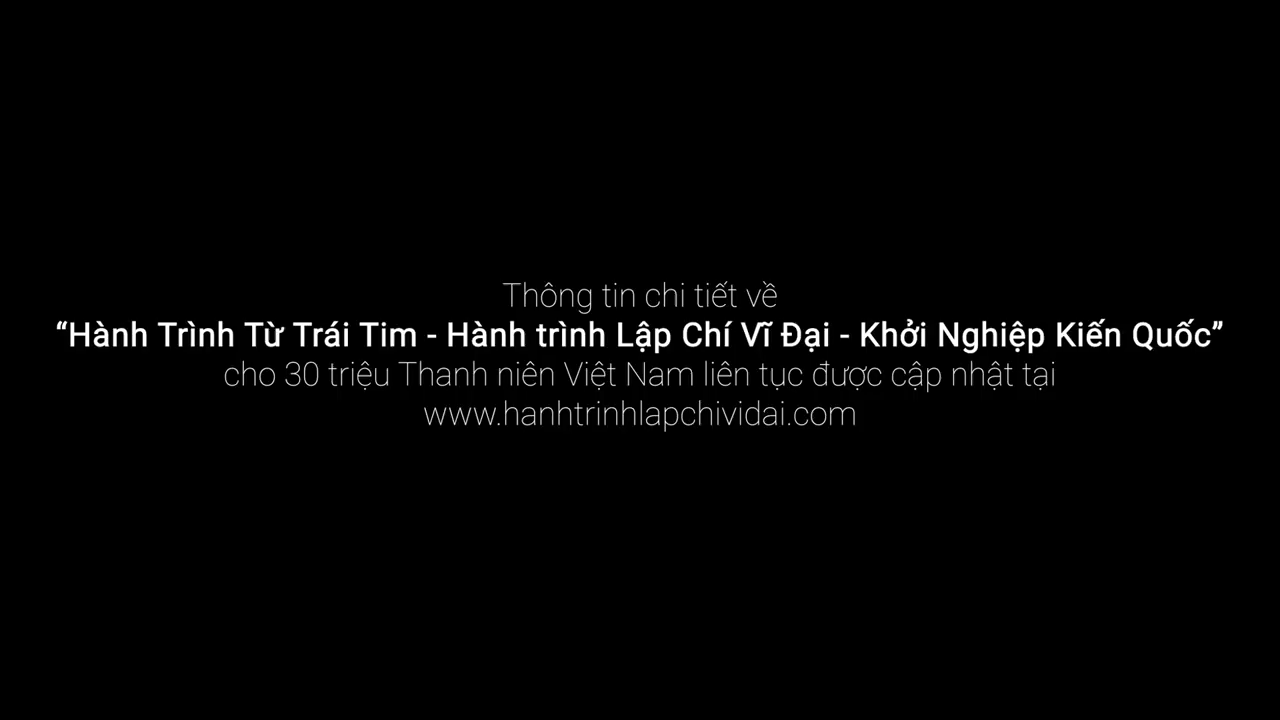 Thông tin chi tiết về
“Hành Trình Từ Trái Tim - Hành trình Lập Chí Vĩ Đại - Khởi Nghiệp Kiến Quốc”
cho 30 triệu Thanh niên Việt Nam liên tục được cập nhật tại
www.hanhtrinhlapchividai.com